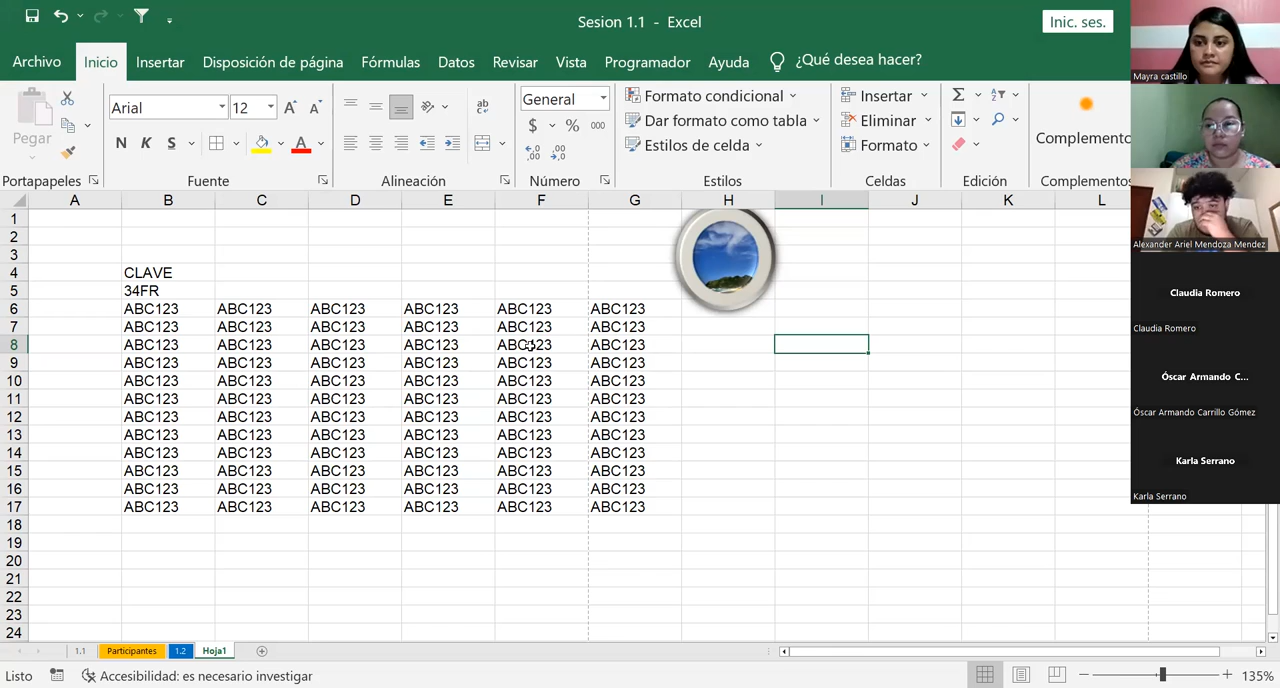 Sesion 1.1 - Excel
Inic. ses.
Archivo Inicio Insertar Disposición de página Fórmulas Datos Revisar Vista Programador Ayuda ¿Qué desea hacer?
Pegar
Arial 12
N K S
General
$ % 000
Formato condicional
Dar formato como tabla
Estilos de celda
Insertar
Eliminar
Formato
Complemento
Portapapeles Fuente Alineación Número Estilos Celdas Edición Complementos
A B C D E F G H I J K L
1
2
3
4 CLAVE
5 34FR
6 ABC123 ABC123 ABC123 ABC123 ABC123 ABC123
7 ABC123 ABC123 ABC123 ABC123 ABC123 ABC123
8 ABC123 ABC123 ABC123 ABC123 ABC123 ABC123
9 ABC123 ABC123 ABC123 ABC123 ABC123 ABC123
10 ABC123 ABC123 ABC123 ABC123 ABC123 ABC123
11 ABC123 ABC123 ABC123 ABC123 ABC123 ABC123
12 ABC123 ABC123 ABC123 ABC123 ABC123 ABC123
13 ABC123 ABC123 ABC123 ABC123 ABC123 ABC123
14 ABC123 ABC123 ABC123 ABC123 ABC123 ABC123
15 ABC123 ABC123 ABC123 ABC123 ABC123 ABC123
16 ABC123 ABC123 ABC123 ABC123 ABC123 ABC123
17 ABC123 ABC123 ABC123 ABC123 ABC123 ABC123
18
19
20
21
22
23
24
1.1 Participantes 1.2 Hoja1
Listo Accesibilidad: es necesario investigar 135%
Mayra castillo
Alexander Ariel Mendoza Mendez
Claudia Romero
Claudia Romero
Óscar Armando C...
Óscar Armando Carrillo Gómez
Karla Serrano
Karla Serrano